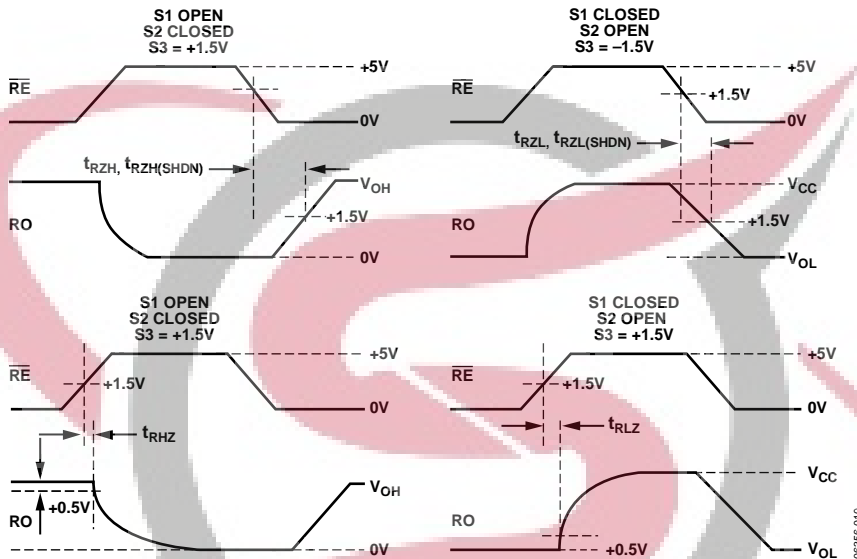 S1 OPEN
S2 CLOSED
S3 = +1.5V
+5V
RE
+1.5V
0V
tRZH, tRZH(SHDN)
VOH
RO
+1.5V
0V
S1 CLOSED
S2 OPEN
S3 = –1.5V
+5V
RE
+1.5V
0V
tRZL, tRZL(SHDN)
VCC
RO
+1.5V
VOL
S1 OPEN
S2 CLOSED
S3 = +1.5V
+5V
RE
+1.5V
0V
tRHZ
VOH
+0.5V
RO
0V
S1 CLOSED
S2 OPEN
S3 = +1.5V
+5V
RE
+1.5V
0V
tRLZ
VCC
RO
+0.5V
VOL